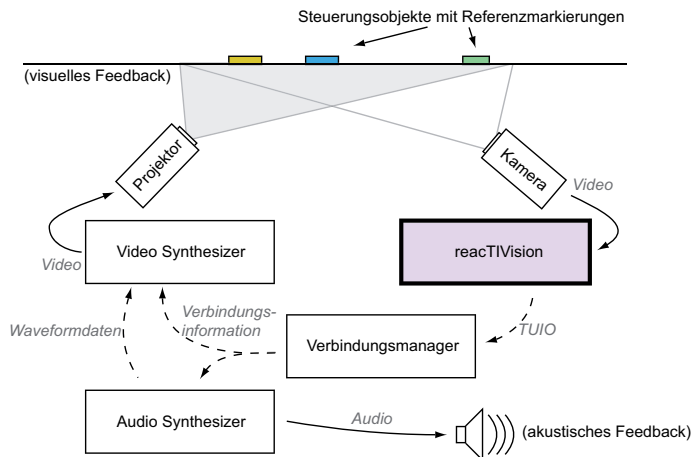 Steuerungsobjekte mit Referenzmarkierungen
(visuelles Feedback)
Projektor
Kamera
Video
Video Synthesizer
reacTIVision
Video
Verbindungs-
information
Waveformdaten
TUIO
Verbindungsmanager
Audio Synthesizer
Audio
(akustisches Feedback)